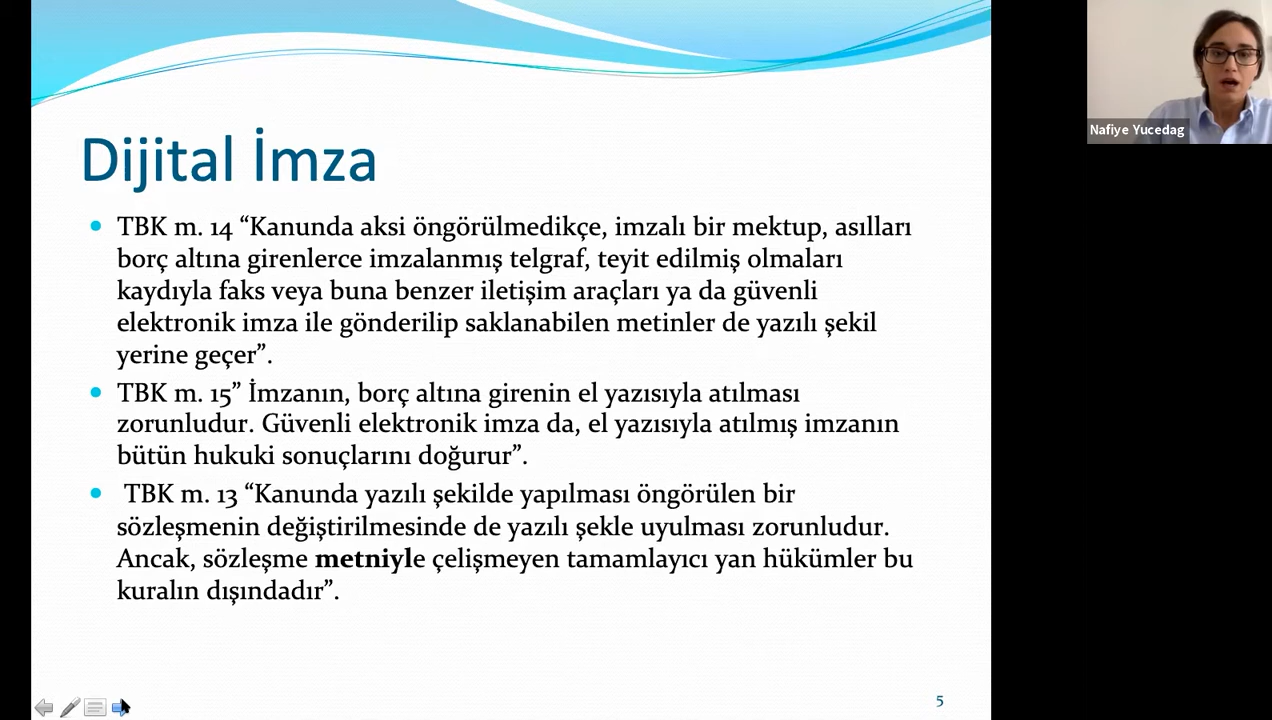 Dijital İmza
TBK m. 14 “Kanunda aksi öngörülmedikçe, imzalı bir mektup, asılları
borç altına girenlerce imzalanmış telgraf, teyit edilmiş olmaları
kaydıyla faks veya buna benzer iletişim araçları ya da güvenli
elektronik imza ile gönderilip saklanabilen metinler de yazılı şekil
yerine geçer”.
TBK m. 15” İmzanın, borç altına girenin el yazısıyla atılması
zorunludur. Güvenli elektronik imza da, el yazısıyla atılmış imzanın
bütün hukuki sonuçlarını doğurur”.
TBK m. 13 “Kanunda yazılı şekilde yapılması öngörülen bir
sözleşmenin değiştirilmesinde de yazılı şekle uyulması zorunludur.
Ancak, sözleşme metniyle çelişmeyen tamamlayıcı yan hükümler bu
kuralın dışındadır”.
5
Nafiye Yucedag